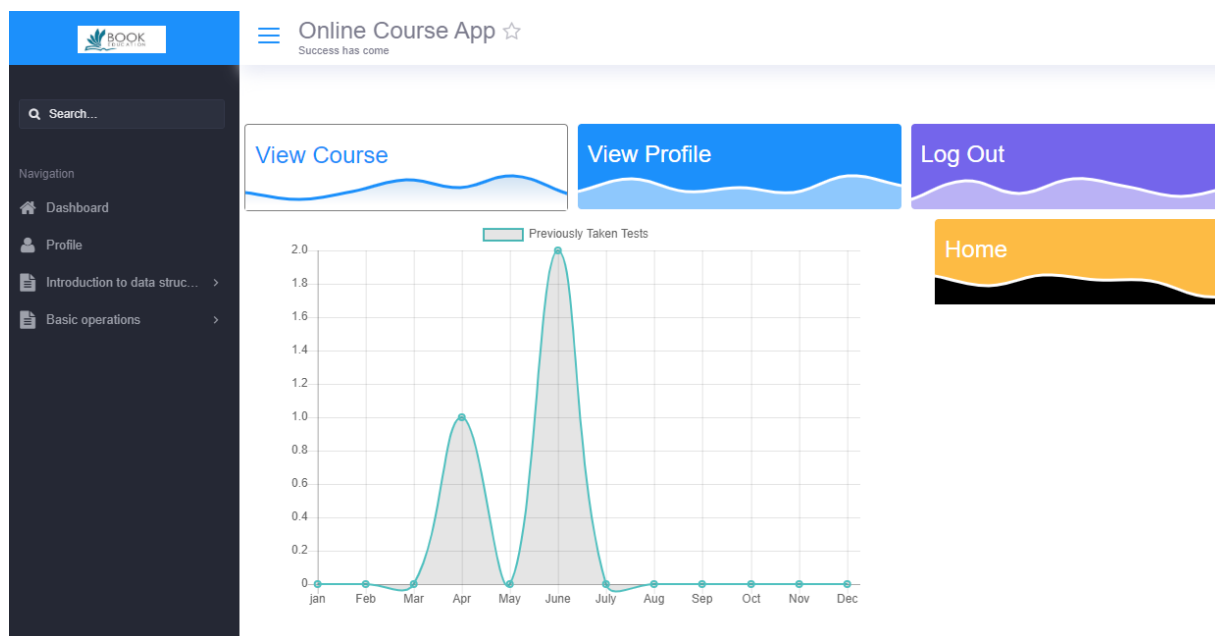 BOOK
EDUCATION
Online Course App
Success has come
Search...
Navigation
Dashboard
Profile
Introduction to data struc...
Basic operations
View Course
View Profile
Log Out
Home
Previously Taken Tests
2.0
1.8
1.6
1.4
1.2
1.0
0.8
0.6
0.4
0.2
0
jan Feb Mar Apr May June July Aug Sep Oct Nov Dec